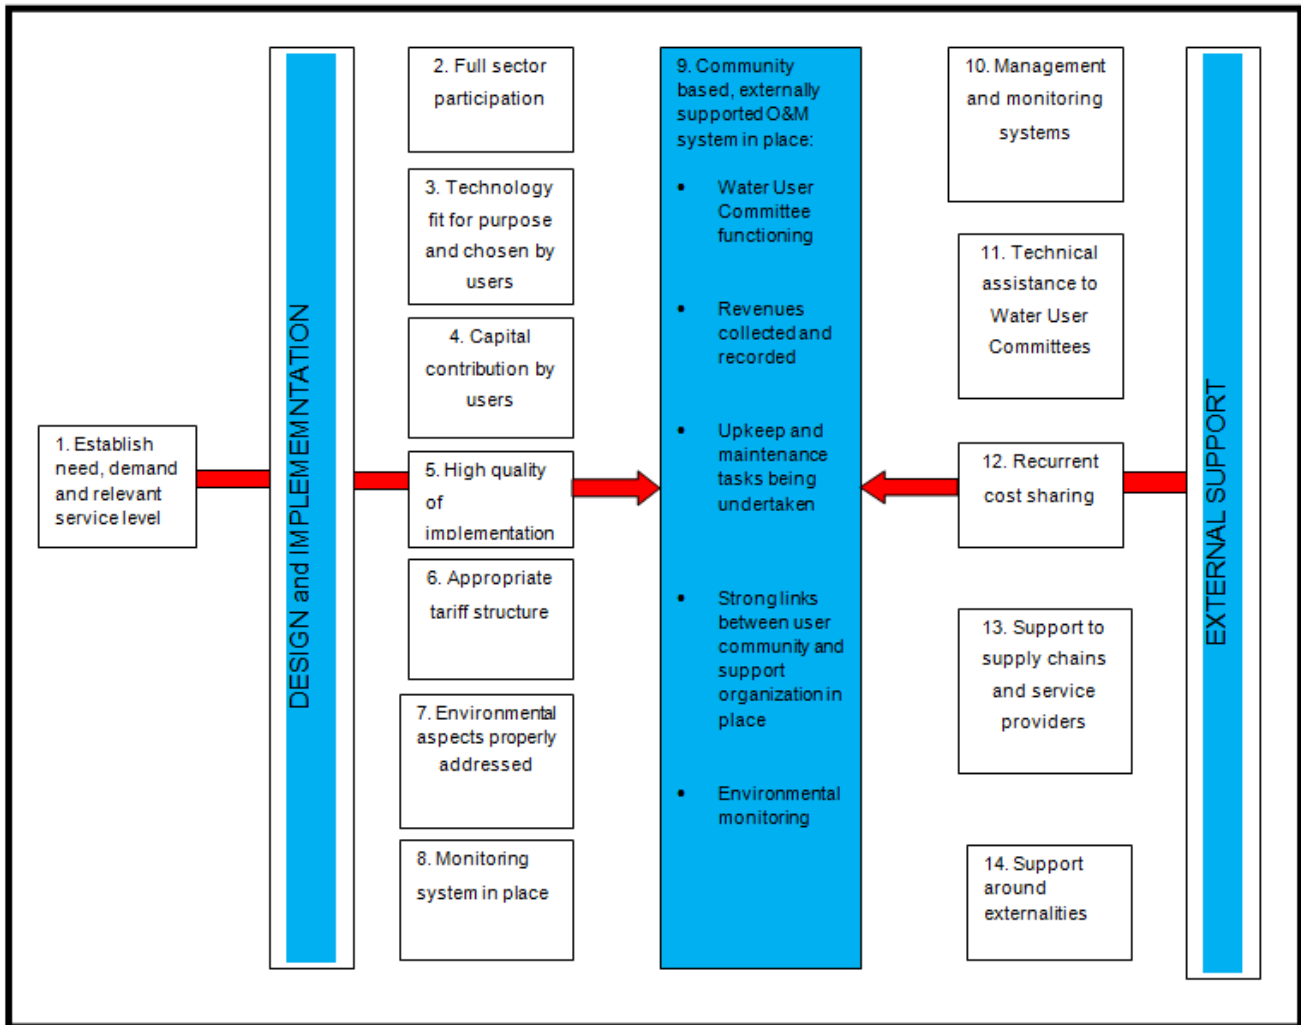 1. Establish
need, demand
and relevant
service level
DESIGN and IMPLEMEMNTATION
2. Full sector
participation
3. Technology
fit for purpose
and chosen by
users
4. Capital
contribution by
users
5. High quality
of
implementation
6. Appropriate
tariff structure
7. Environmental
aspects properly
addressed
8. Monitoring
system in place
9. Community
based, externally
supported O&M
system in place:
• Water User
Committee
functioning
• Revenues
collected and
recorded
• Upkeep and
maintenance
tasks being
undertaken
• Strong links
between user
community and
support
organization in
place
• Environmental
monitoring
10. Management
and monitoring
systems
11. Technical
assistance to
Water User
Committees
12. Recurrent
cost sharing
13. Support to
supply chains
and service
providers
14. Support
around
externalities
EXTERNAL SUPPORT